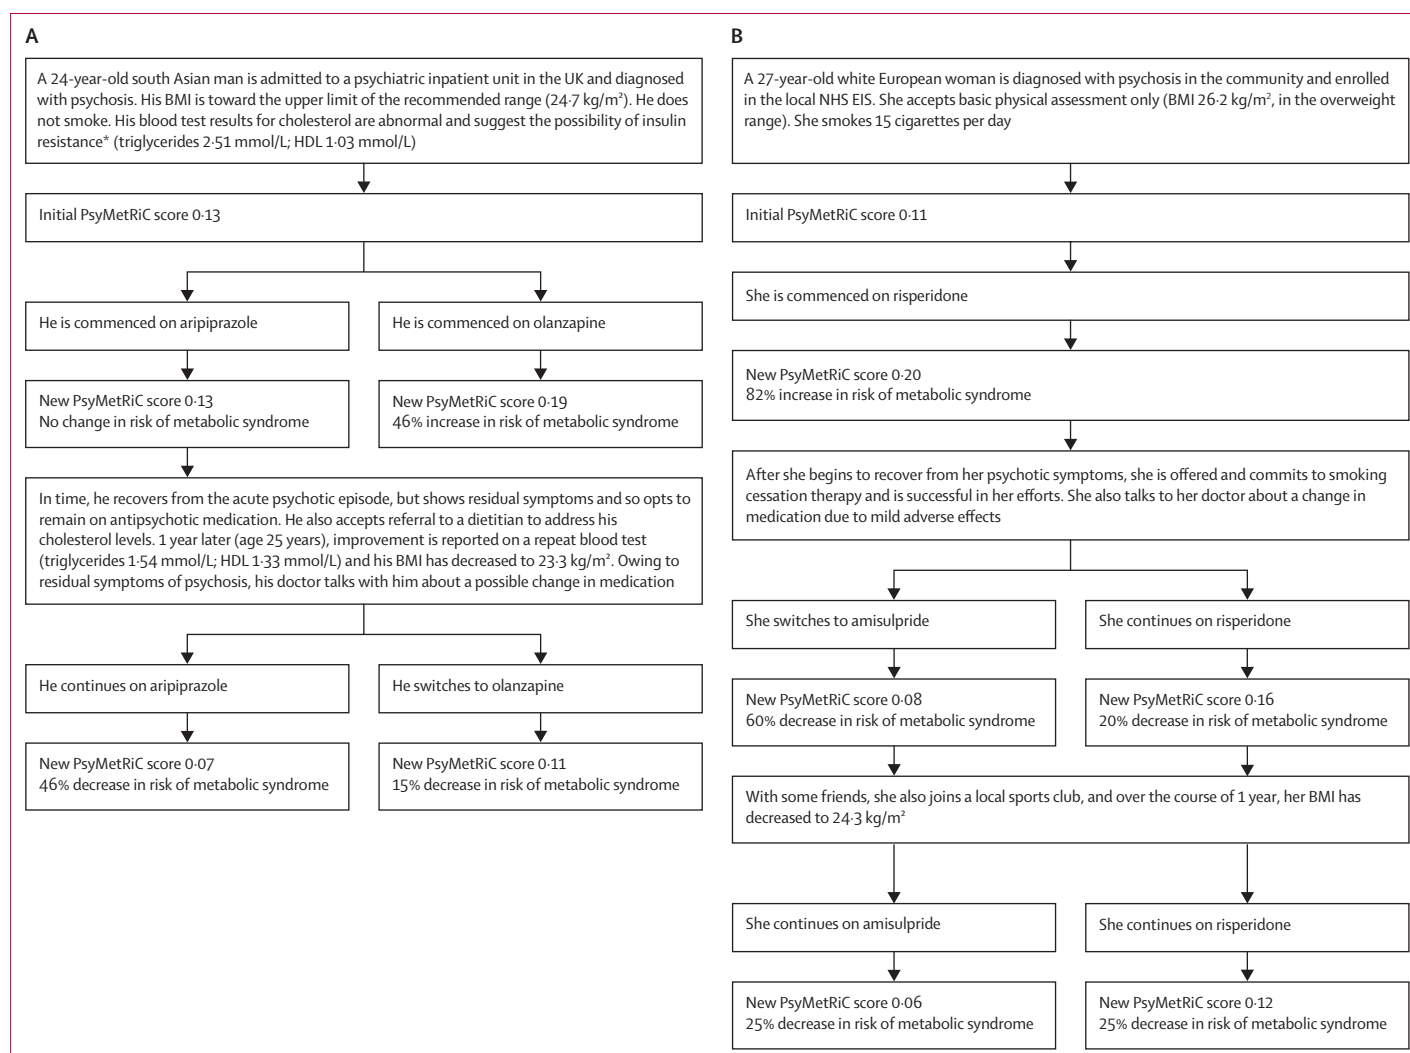 A
A 24-year-old south Asian man is admitted to a psychiatric inpatient unit in the UK and diagnosed
with psychosis. His BMI is toward the upper limit of the recommended range (24·7 kg/m²). He does
not smoke. His blood test results for cholesterol are abnormal and suggest the possibility of insulin
resistance* (triglycerides 2·51 mmol/L; HDL 1·03 mmol/L)
Initial PsyMetRiC score 0·13
He is commenced on aripiprazole
He is commenced on olanzapine
New PsyMetRiC score 0·13
No change in risk of metabolic syndrome
New PsyMetRiC score 0·19
46% increase in risk of metabolic syndrome
In time, he recovers from the acute psychotic episode, but shows residual symptoms and so opts to
remain on antipsychotic medication. He also accepts referral to a dietitian to address his
cholesterol levels. 1 year later (age 25 years), improvement is reported on a repeat blood test
(triglycerides 1·54 mmol/L; HDL 1·33 mmol/L) and his BMI has decreased to 23·3 kg/m². Owing to
residual symptoms of psychosis, his doctor talks with him about a possible change in medication
He continues on aripiprazole
He switches to olanzapine
New PsyMetRiC score 0·07
46% decrease in risk of metabolic syndrome
New PsyMetRiC score 0·11
15% decrease in risk of metabolic syndrome
B
A 27-year-old white European woman is diagnosed with psychosis in the community and enrolled
in the local NHS EIS. She accepts basic physical assessment only (BMI 26·2 kg/m², in the overweight
range). She smokes 15 cigarettes per day
Initial PsyMetRiC score 0·11
She is commenced on risperidone
New PsyMetRiC score 0·20
82% increase in risk of metabolic syndrome
After she begins to recover from her psychotic symptoms, she is offered and commits to smoking
cessation therapy and is successful in her efforts. She also talks to her doctor about a change in
medication due to mild adverse effects
She switches to amisulpride
She continues on risperidone
New PsyMetRiC score 0·08
60% decrease in risk of metabolic syndrome
New PsyMetRiC score 0·16
20% decrease in risk of metabolic syndrome
With some friends, she also joins a local sports club, and over the course of 1 year, her BMI has
decreased to 24·3 kg/m²
She continues on amisulpride
She continues on risperidone
New PsyMetRiC score 0·06
25% decrease in risk of metabolic syndrome
New PsyMetRiC score 0·12
25% decrease in risk of metabolic syndrome